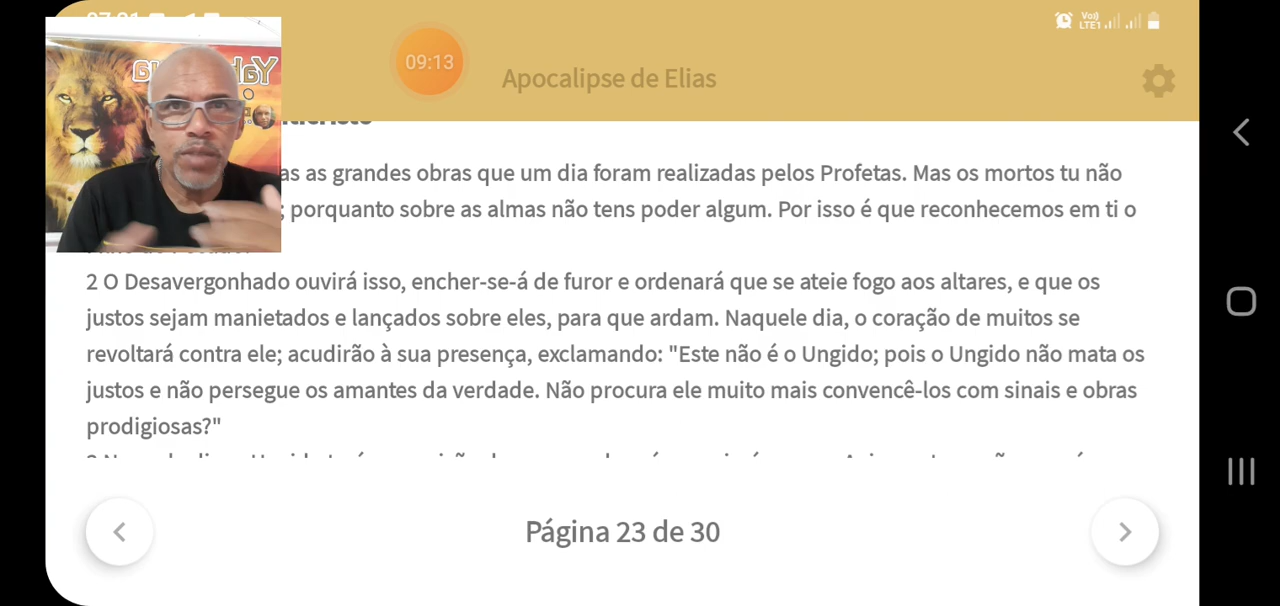 09:13
Apocalipse de Elias
as as grandes obras que um dia foram realizadas pelos Profetas. Mas os mortos tu não
; porquanto sobre as almas não tens poder algum. Por isso é que reconhecemos em ti o
2 O Desavergonhado ouvirá isso, encher-se-á de furor e ordenará que se ateie fogo aos altares, e que os
justos sejam manietados e lançados sobre eles, para que ardam. Naquele dia, o coração de muitos se
revoltará contra ele; acudirão à sua presença, exclamando: "Este não é o Ungido; pois o Ungido não mata os
justos e não persegue os amantes da verdade. Não procura ele muito mais convencê-los com sinais e obras
prodigiosas?"
Página 23 de 30